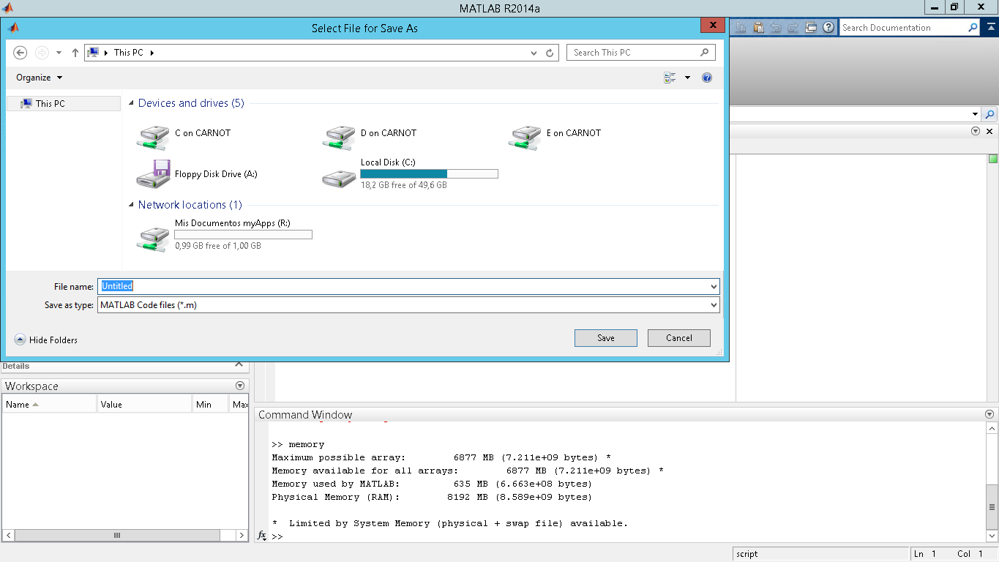 MATLAB R2014a
Select File for Save As
Search Documentation
This PC
Search This PC
Organize
This PC
Devices and drives (5)
C on CARNOT
D on CARNOT
E on CARNOT
Floppy Disk Drive (A:)
Local Disk (C:)
18,2 GB free of 49,6 GB
Network locations (1)
Mis Documentos myApps (R:)
0,99 GB free of 1,00 GB
File name: Untitled
Save as type: MATLAB Code files (*.m)
Hide Folders
Save
Cancel
Details
Workspace
Name Value Min Max
Command Window
>> memory
Maximum possible array: 6877 MB (7.211e+09 bytes) *
Memory available for all arrays: 6877 MB (7.211e+09 bytes) *
Memory used by MATLAB: 635 MB (6.663e+08 bytes)
Physical Memory (RAM): 8192 MB (8.589e+09 bytes)
* Limited by System Memory (physical + swap file) available.
fx >>
script
Ln 1 Col 1